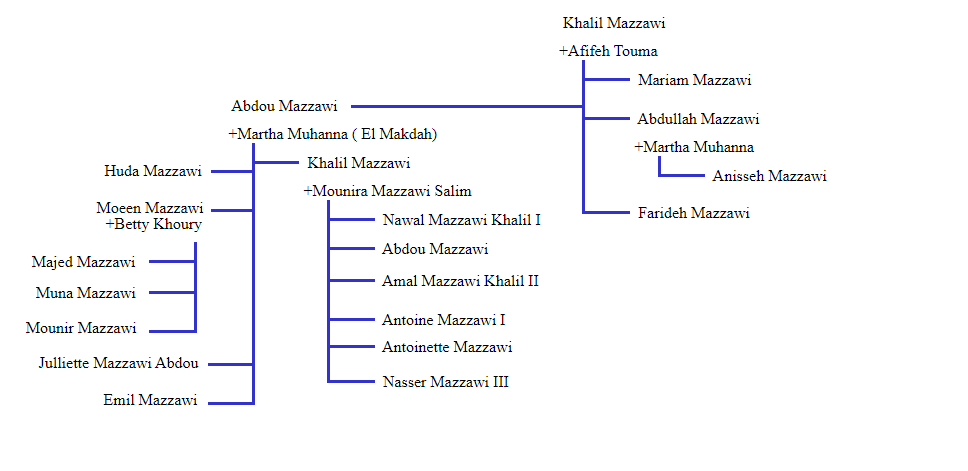 Khalil Mazzawi
+Afifeh Touma
Mariam Mazzawi
Abdou Mazzawi
Abdullah Mazzawi
+Martha Muhanna ( El Makdah)
+Martha Muhanna
Khalil Mazzawi
Huda Mazzawi
Anisseh Mazzawi
+Mounira Mazzawi Salim
Moeen Mazzawi
+Betty Khoury
Farideh Mazzawi
Nawal Mazzawi Khalil I
Abdou Mazzawi
Majed Mazzawi
Amal Mazzawi Khalil II
Muna Mazzawi
Antoine Mazzawi I
Mounir Mazzawi
Antoinette Mazzawi
Julliette Mazzawi Abdou
Nasser Mazzawi III
Emil Mazzawi